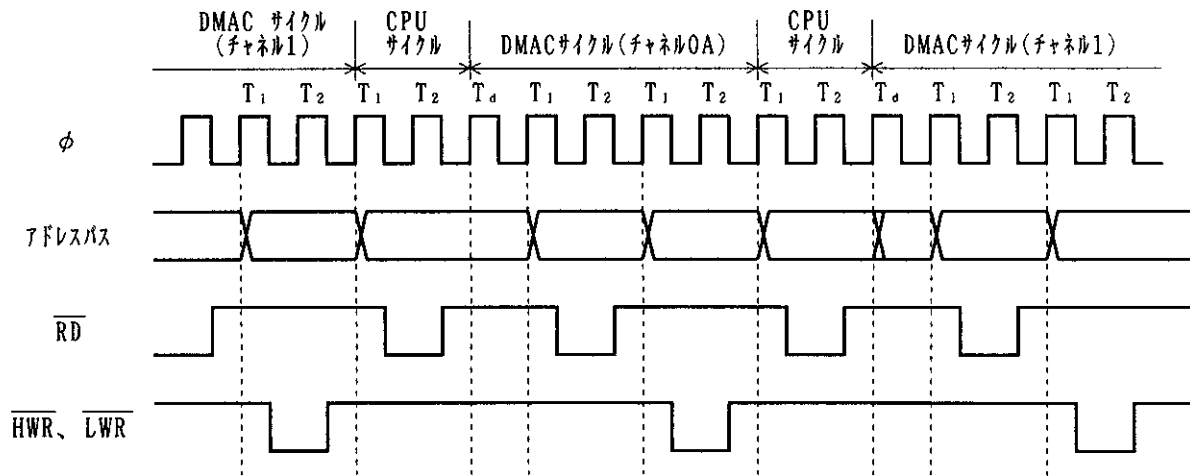 DMAC サイクル
(チャネル1)
CPU
サイクル
DMACサイクル(チャネル0A)
CPU
サイクル
DMACサイクル(チャネル1)
T₁ T₂ T₁ T₂ Td T₁ T₂ T₁ T₂ T₁ T₂ Td T₁ T₂ T₁ T₂
φ
アドレスバス
RD
HWR、LWR